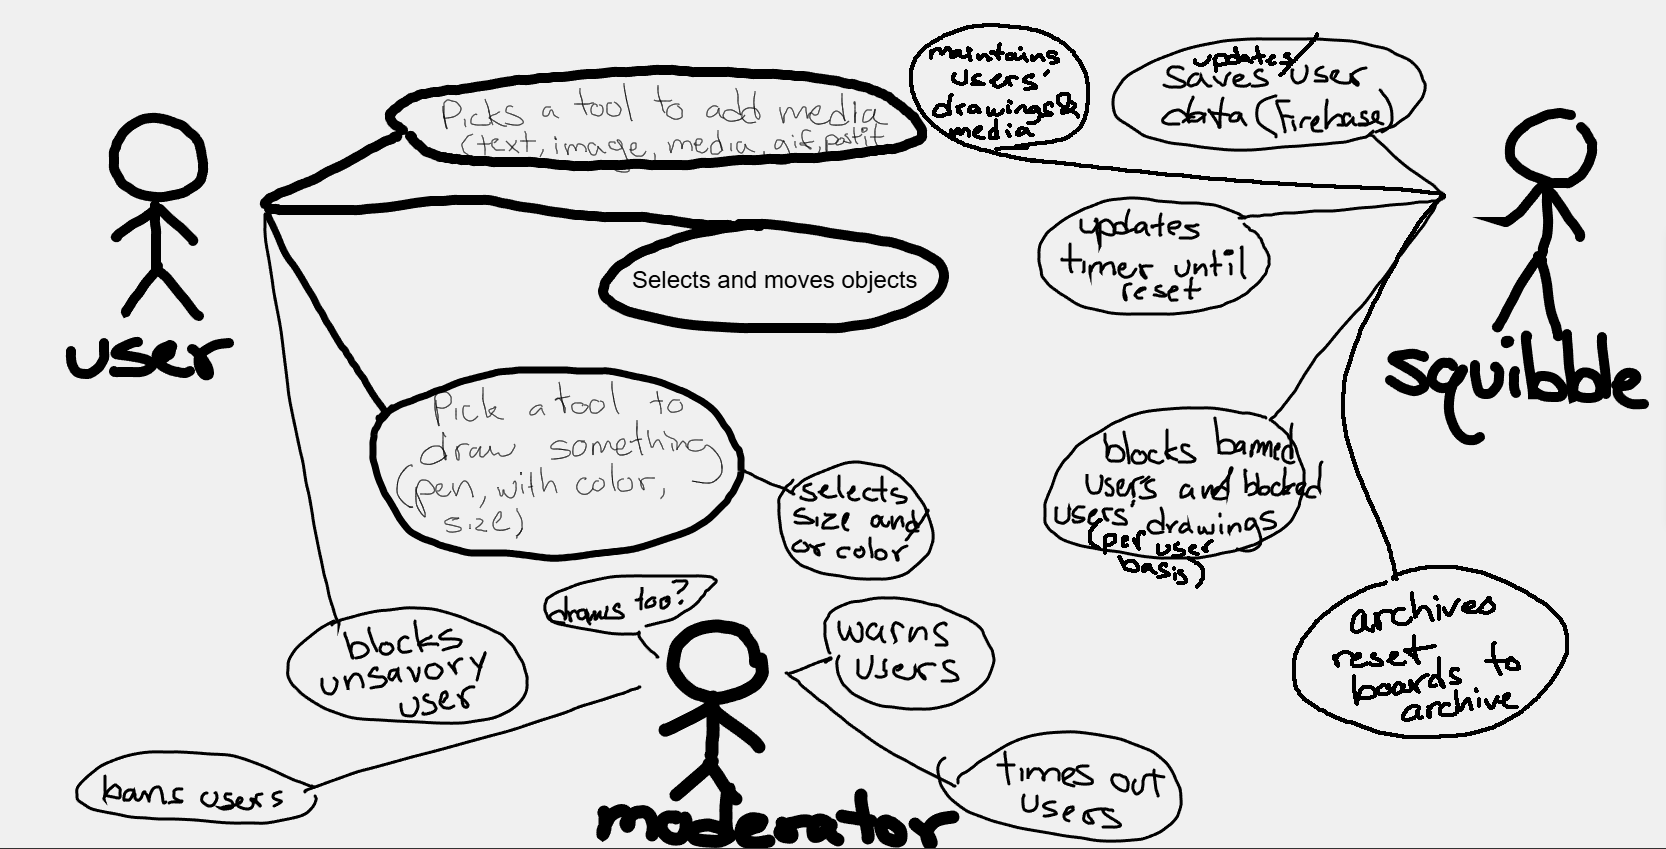 Picks a tool to add media
(text, image, media, gif, postit
maintains
users'
drawings &
media
updates/
saves user
data (Firebase)
updates
timer until
reset
Selects and moves objects
user
squibble
Pick a tool to
draw something
(pen, with color,
size)
selects
size and/
or color
blocks banned
users and blocked
users' drawings
(per user
basis)
archives
reset
boards to
archive
blocks
unsavory
user
draws too?
warns
users
bans users
times out
users
moderator